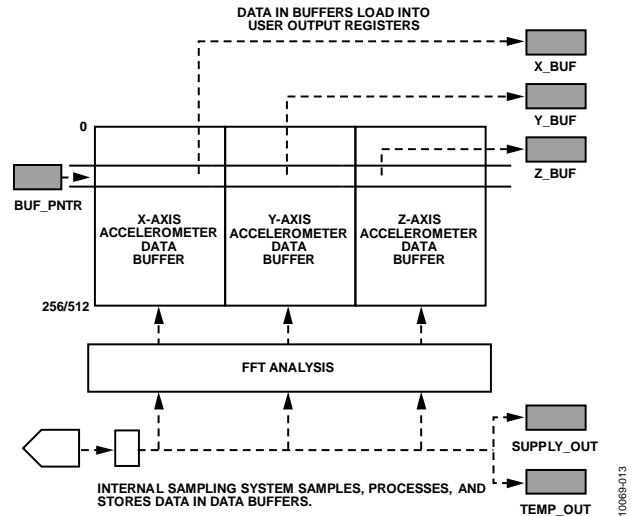 DATA IN BUFFERS LOAD INTO
USER OUTPUT REGISTERS
X_BUF
Y_BUF
0
Z_BUF
BUF_PNTR
X-AXIS
ACCELEROMETER
DATA
BUFFER
Y-AXIS
ACCELEROMETER
DATA
BUFFER
Z-AXIS
ACCELEROMETER
DATA
BUFFER
256/512
FFT ANALYSIS
SUPPLY_OUT
INTERNAL SAMPLING SYSTEM SAMPLES, PROCESSES, AND
STORES DATA IN DATA BUFFERS.
TEMP_OUT
10069-013